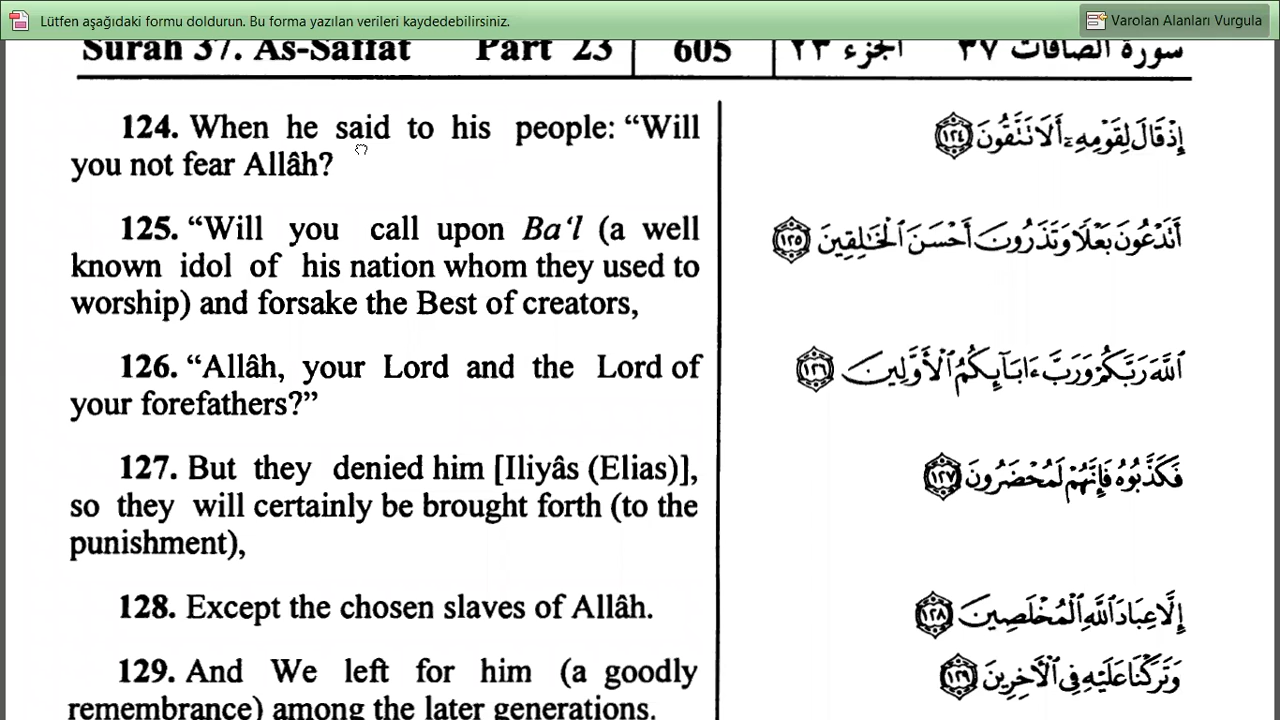 Lütfen aşağıdaki formu doldurun. Bu forma yazılan verileri kaydedebilirsiniz.
Varolan Alanları Vurgula
Surah 37. As-Saffat Part 23 605 الجزء ٢٣ سورة الصافات ٣٧
124. When he said to his people: “Will
you not fear Allâh?
إِذْ قَالَ لِقَوْمِهِۦٓ أَلَا تَتَّقُونَ ١٢٤
125. “Will you call upon Ba‘l (a well
known idol of his nation whom they used to
worship) and forsake the Best of creators,
أَتَدْعُونَ بَعْلًا وَتَذَرُونَ أَحْسَنَ ٱلْخَـٰلِقِينَ ١٢٥
126. “Allâh, your Lord and the Lord of
your forefathers?”
ٱللَّهَ رَبَّكُمْ وَرَبَّ ءَابَآئِكُمُ ٱلْأَوَّلِينَ ١٢٦
127. But they denied him [Iliyâs (Elias)],
so they will certainly be brought forth (to the
punishment),
فَكَذَّبُوهُ فَإِنَّهُمْ لَمُحْضَرُونَ ١٢٧
128. Except the chosen slaves of Allâh.
إِلَّا عِبَادَ ٱللَّهِ ٱلْمُخْلَصِينَ ١٢٨
129. And We left for him (a goodly
remembrance) among the later generations.
وَتَرَكْنَا عَلَيْهِ فِى ٱلْـَٔاخِرِينَ ١٢٩